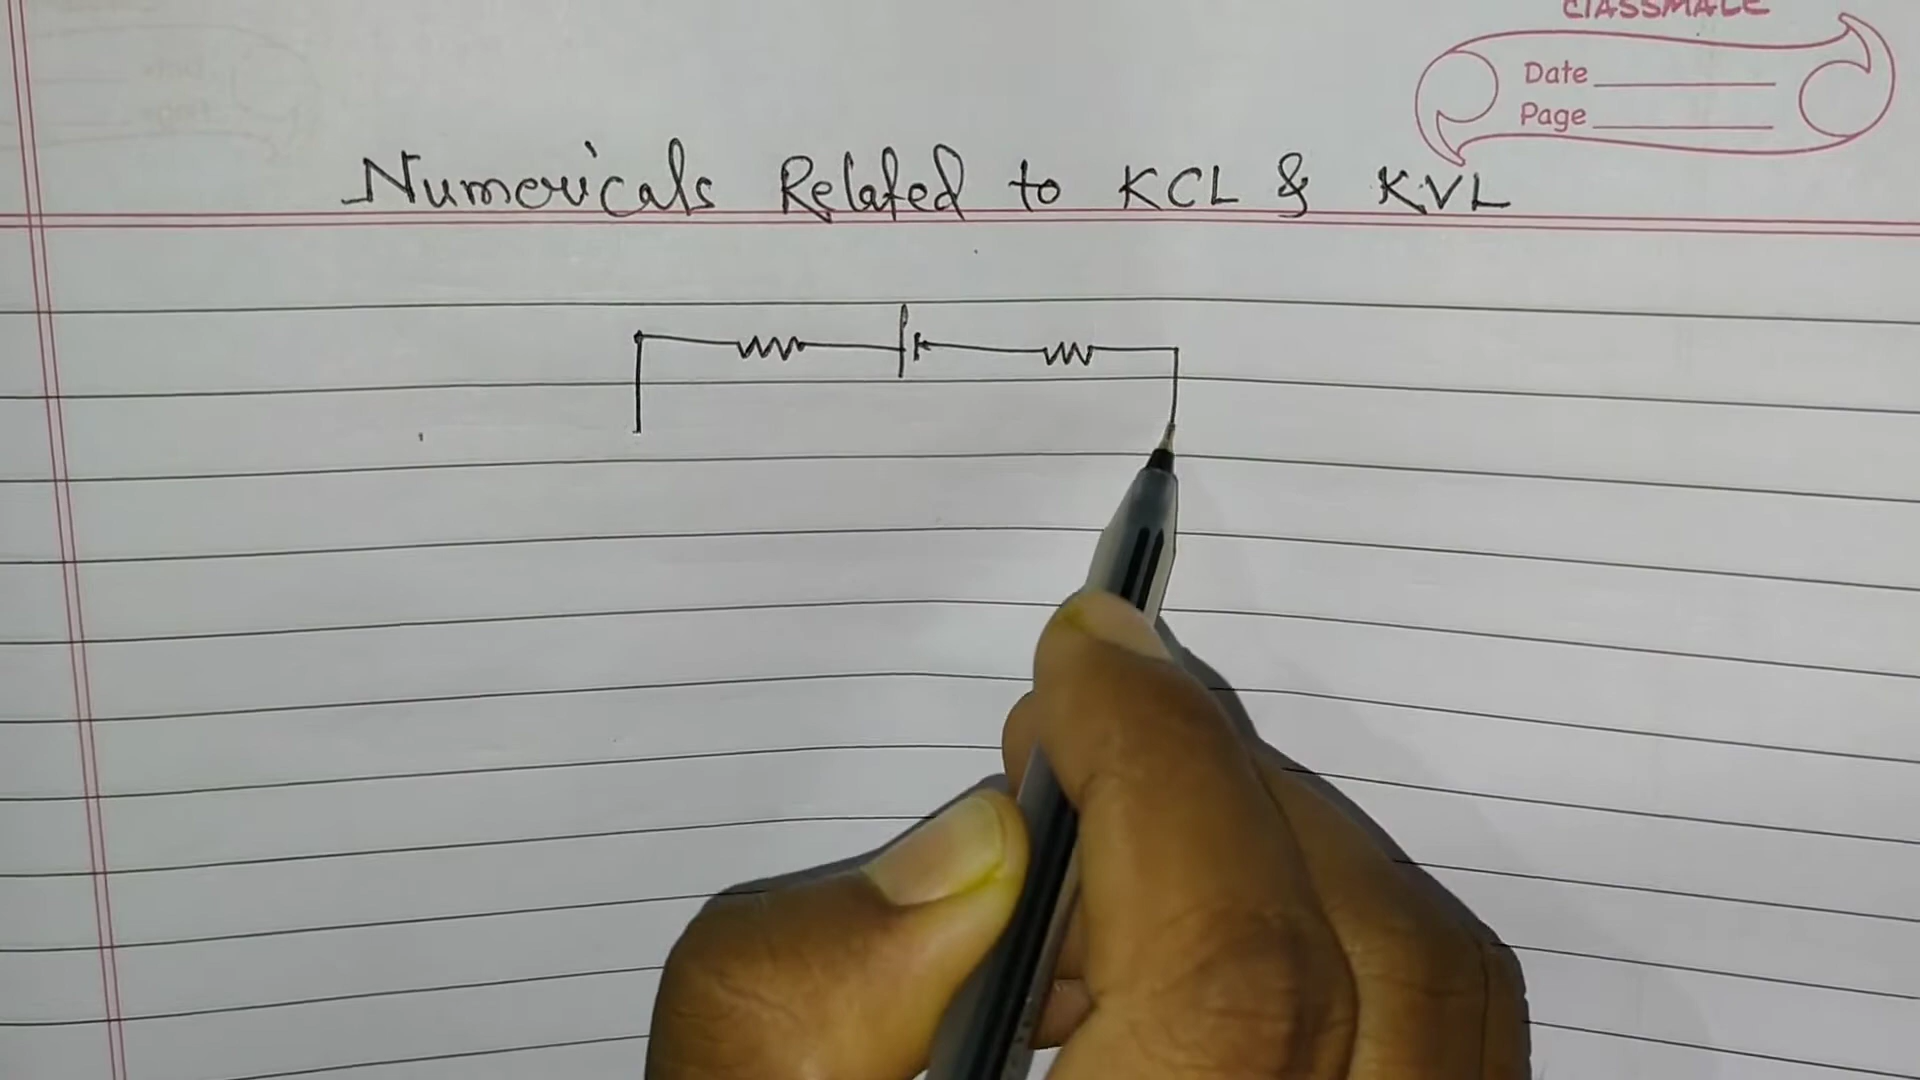 CLASSMATE
Date
Page
Numericals Related to KCL & KVL